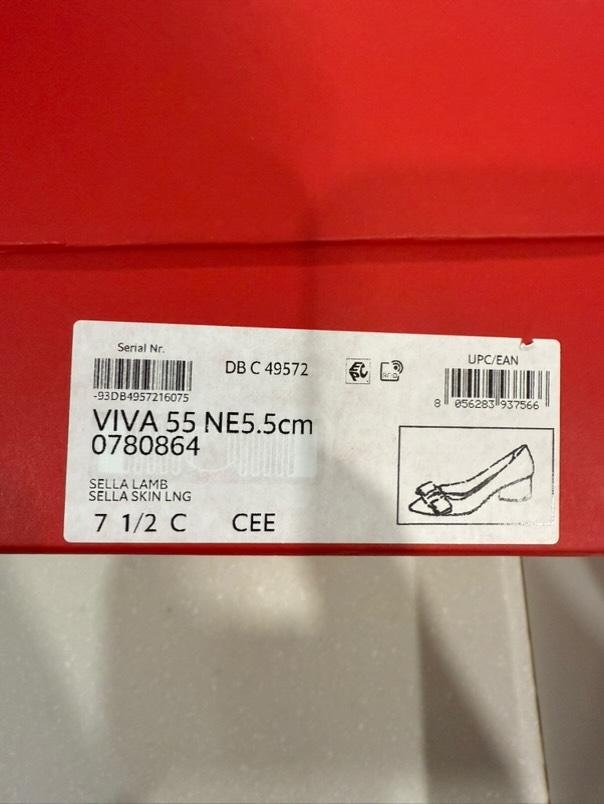 Serial Nr.
-93DB4957216075
DB C 49572
UPC/EAN
8 056283 937566
VIVA 55 NE5.5cm
0780864
SELLA LAMB
SELLA SKIN LNG
7 1/2 C CEE